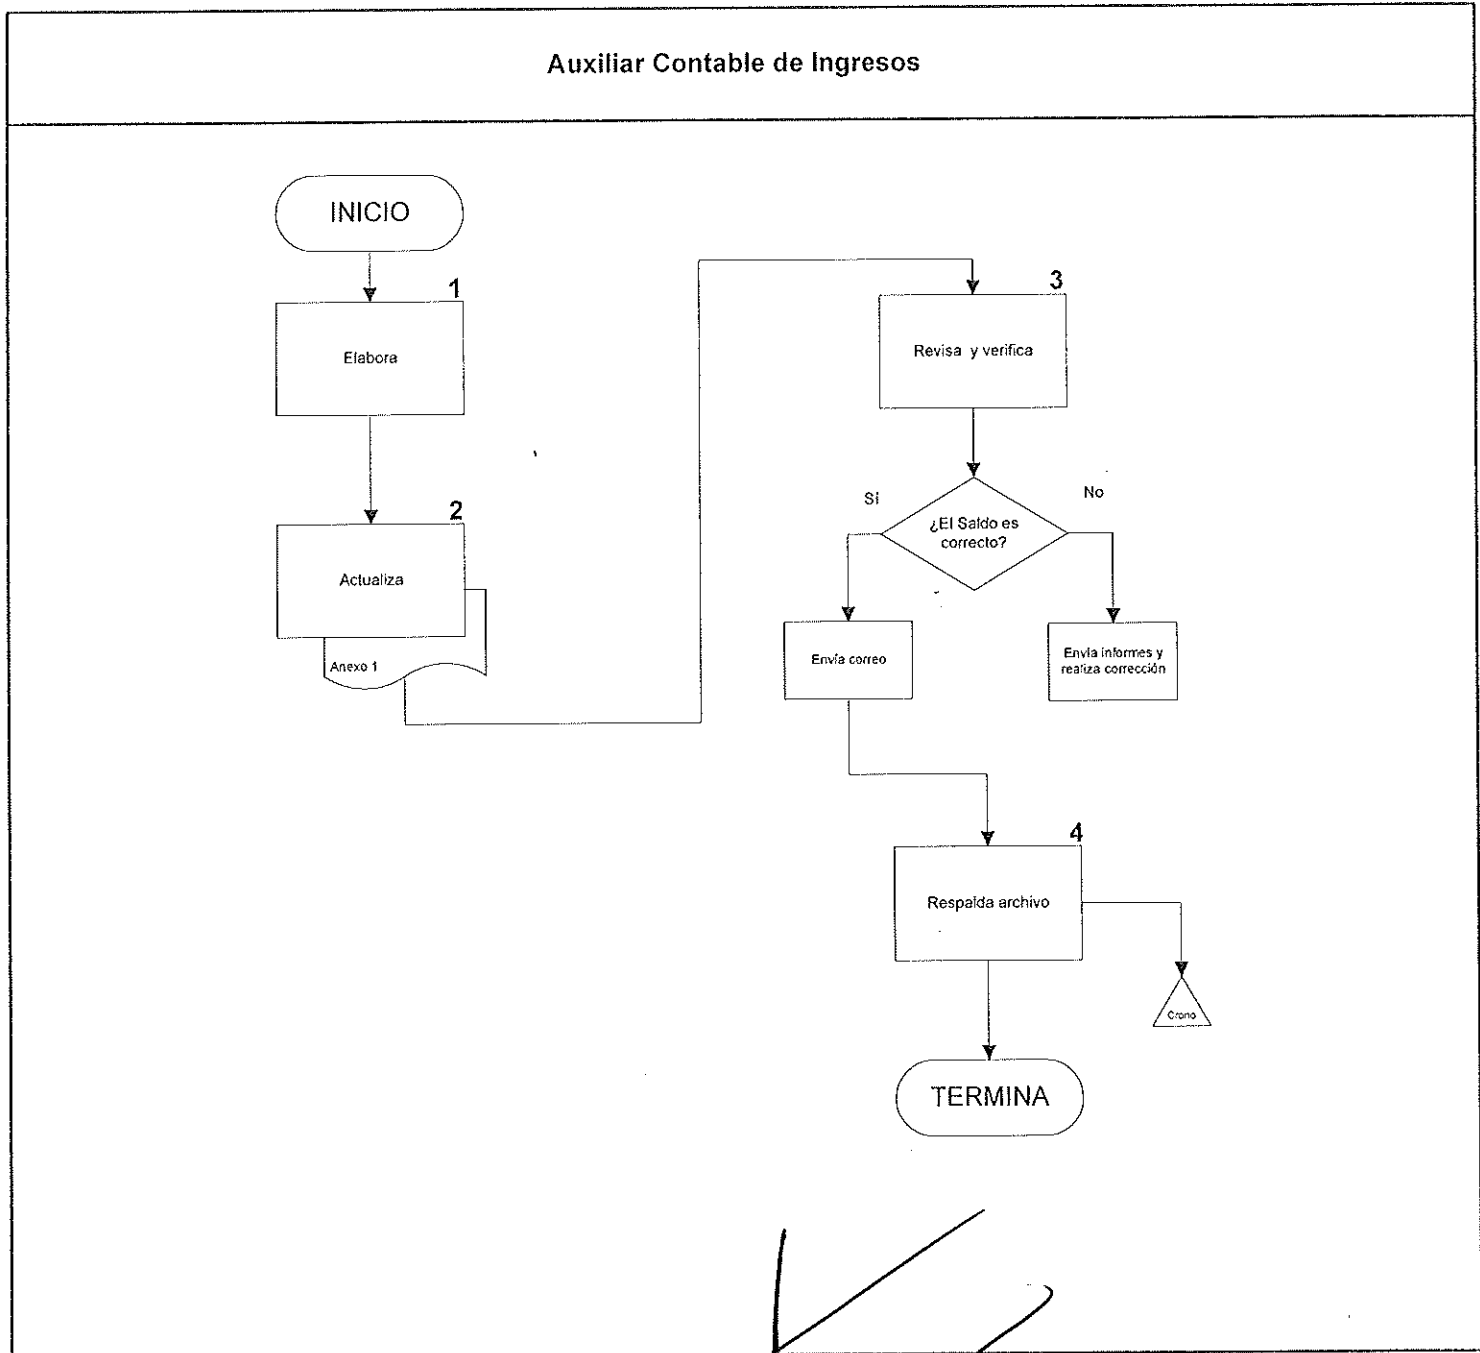 Auxiliar Contable de Ingresos
INICIO
1
Elabora
2
Actualiza
Anexo 1
3
Revisa y verifica
¿El Saldo es
correcto?
Si
No
Envía correo
Envía informes y
realiza corrección
4
Respalda archivo
Crono
TERMINA